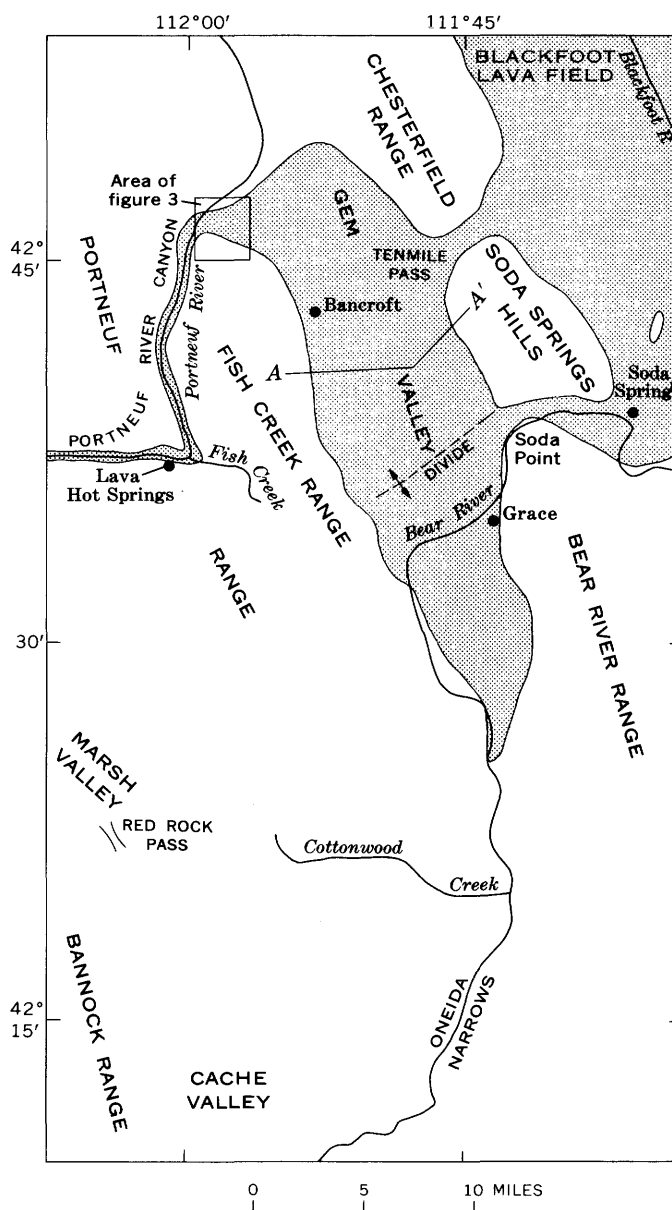 112°00′
111°45′
BLACKFOOT
LAVA FIELD
Blackfoot R
CHESTERFIELD
RANGE
Area of
figure 3
GEM
VALLEY
42°
45′
PORTNEUF
RANGE
PORTNEUF
RIVER
CANYON
Portneuf River
TENMILE
PASS
SODA SPRINGS
HILLS
Bancroft
A
A′
FISH CREEK RANGE
Soda
Spring
Soda
Point
DIVIDE
Lava
Hot Springs
Fish Creek
Bear River
Grace
BEAR RIVER RANGE
30′
MARSH
VALLEY
RED ROCK
PASS
Cottonwood
Creek
BANNOCK RANGE
ONEIDA
NARROWS
42°
15′
CACHE
VALLEY
0 5 10 MILES